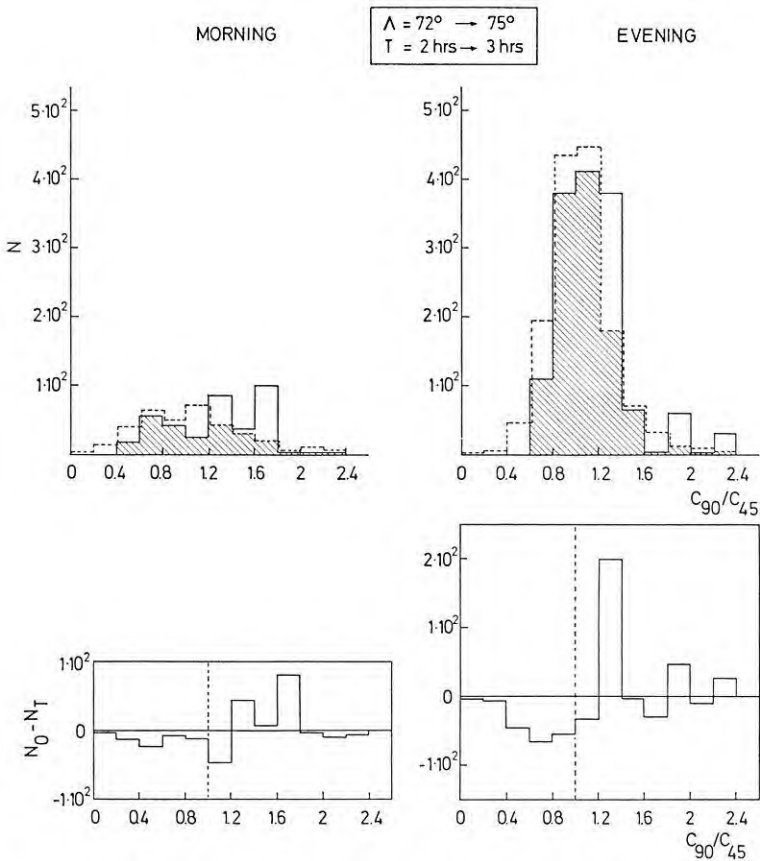 MORNING
Λ = 72° → 75°
T = 2 hrs → 3 hrs
EVENING
5·10²
4·10²
3·10²
2·10²
1·10²
N
0 0.4 0.8 1.2 1.6 2 2.4
5·10²
4·10²
3·10²
2·10²
1·10²
0 0.4 0.8 1.2 1.6 2 2.4
C₉₀/C₄₅
1·10²
0
-1·10²
N₀-N_T
0 0.4 0.8 1.2 1.6 2 2.4
2·10²
1·10²
0
-1·10²
0 0.4 0.8 1.2 1.6 2 2.4
C₉₀/C₄₅